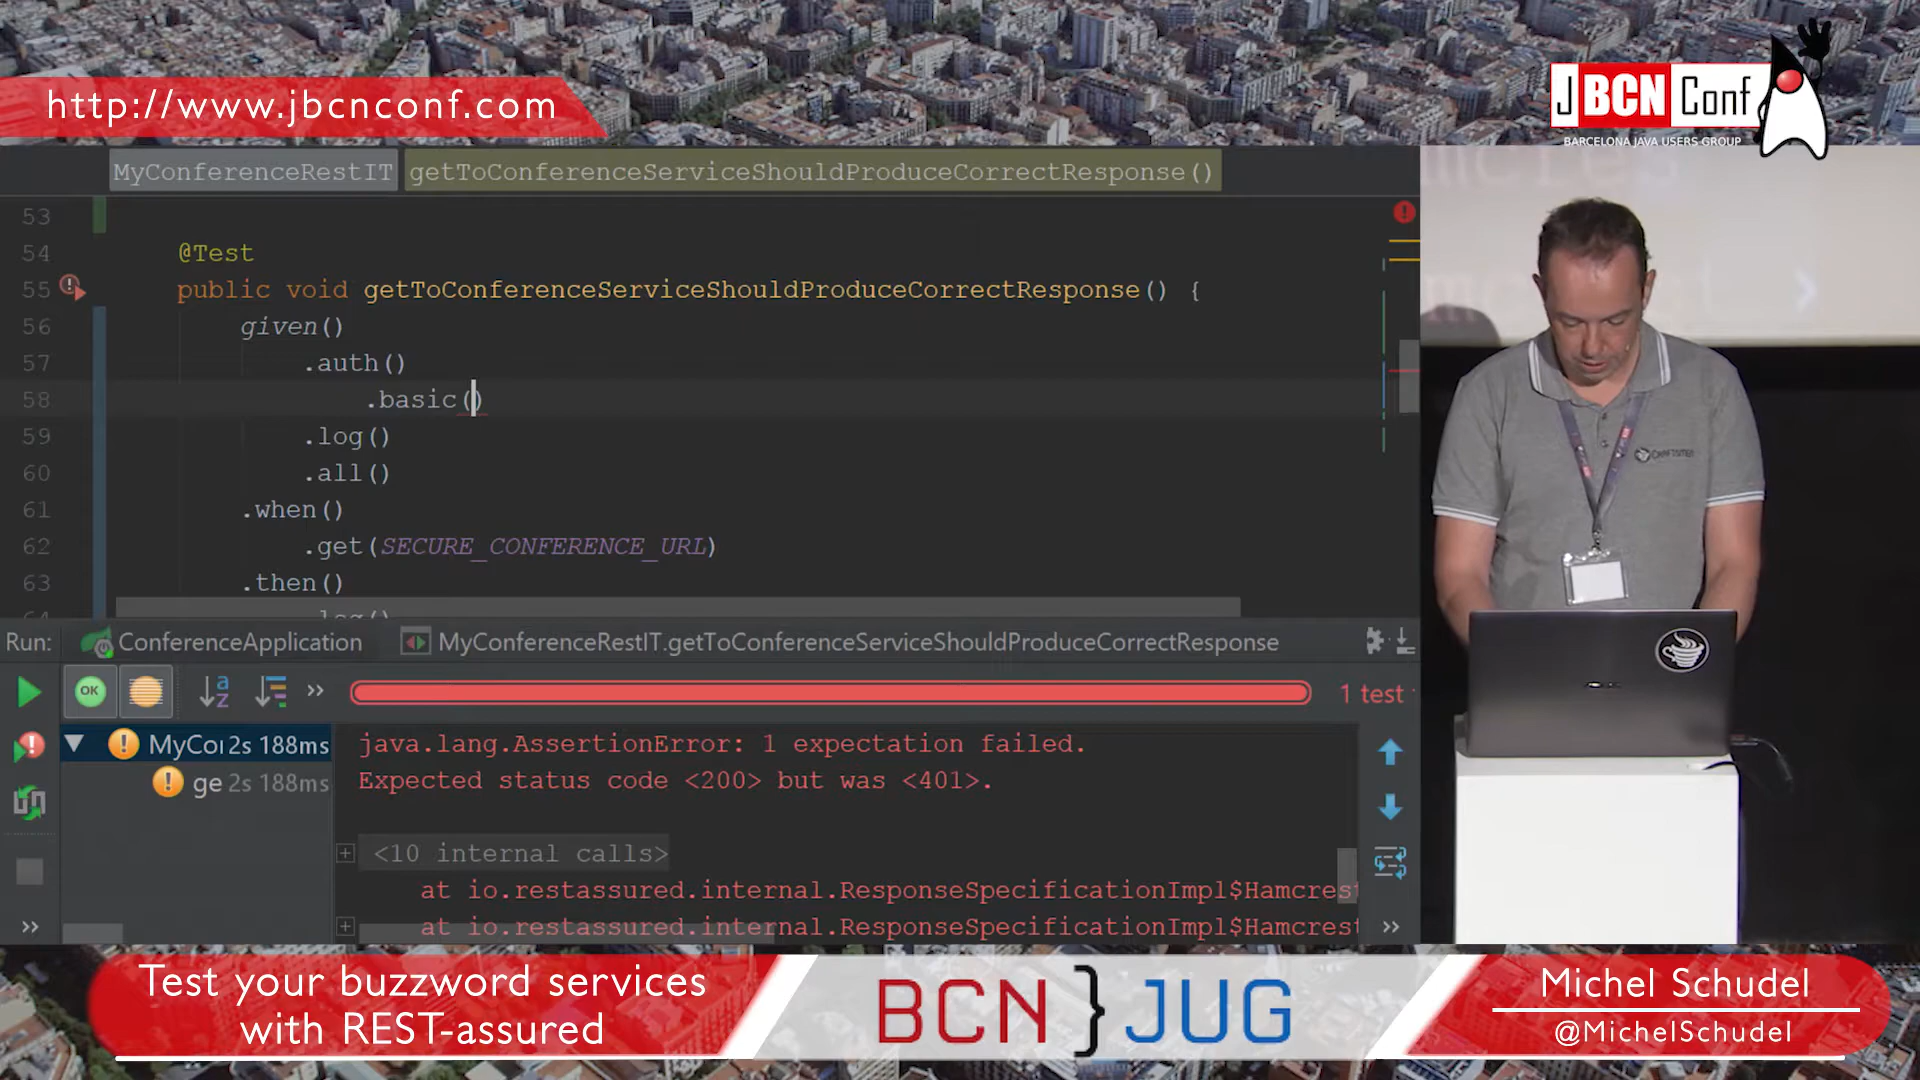 http://www.jbcnconf.com
JBCN Conf
BARCELONA JAVA USERS GROUP
MyConferenceRestIT getToConferenceServiceShouldProduceCorrectResponse()
53
54 @Test
55 public void getToConferenceServiceShouldProduceCorrectResponse() {
56 given()
57 .auth()
58 .basic()
59 .log()
60 .all()
61 .when()
62 .get(SECURE_CONFERENCE_URL)
63 .then()
Run: ConferenceApplication MyConferenceRestIT.getToConferenceServiceShouldProduceCorrectResponse
OK 1 test
MyCor 2s 188ms
ge 2s 188ms
java.lang.AssertionError: 1 expectation failed.
Expected status code <200> but was <401>.
<10 internal calls>
at io.restassured.internal.ResponseSpecificationImpl$Hamcrest
at io.restassured.internal.ResponseSpecificationImpl$Hamcrest
CRAFTSMEN
Test your buzzword services
with REST-assured
BCN } JUG
Michel Schudel
@MichelSchudel